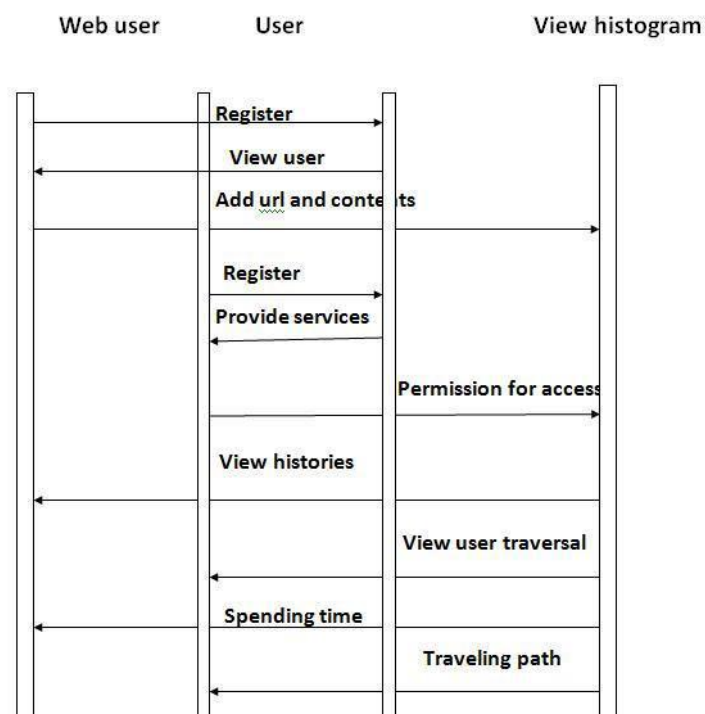 Web user
User
View histogram
Register
View user
Add url and contents
Register
Provide services
Permission for access
View histories
View user traversal
Spending time
Traveling path